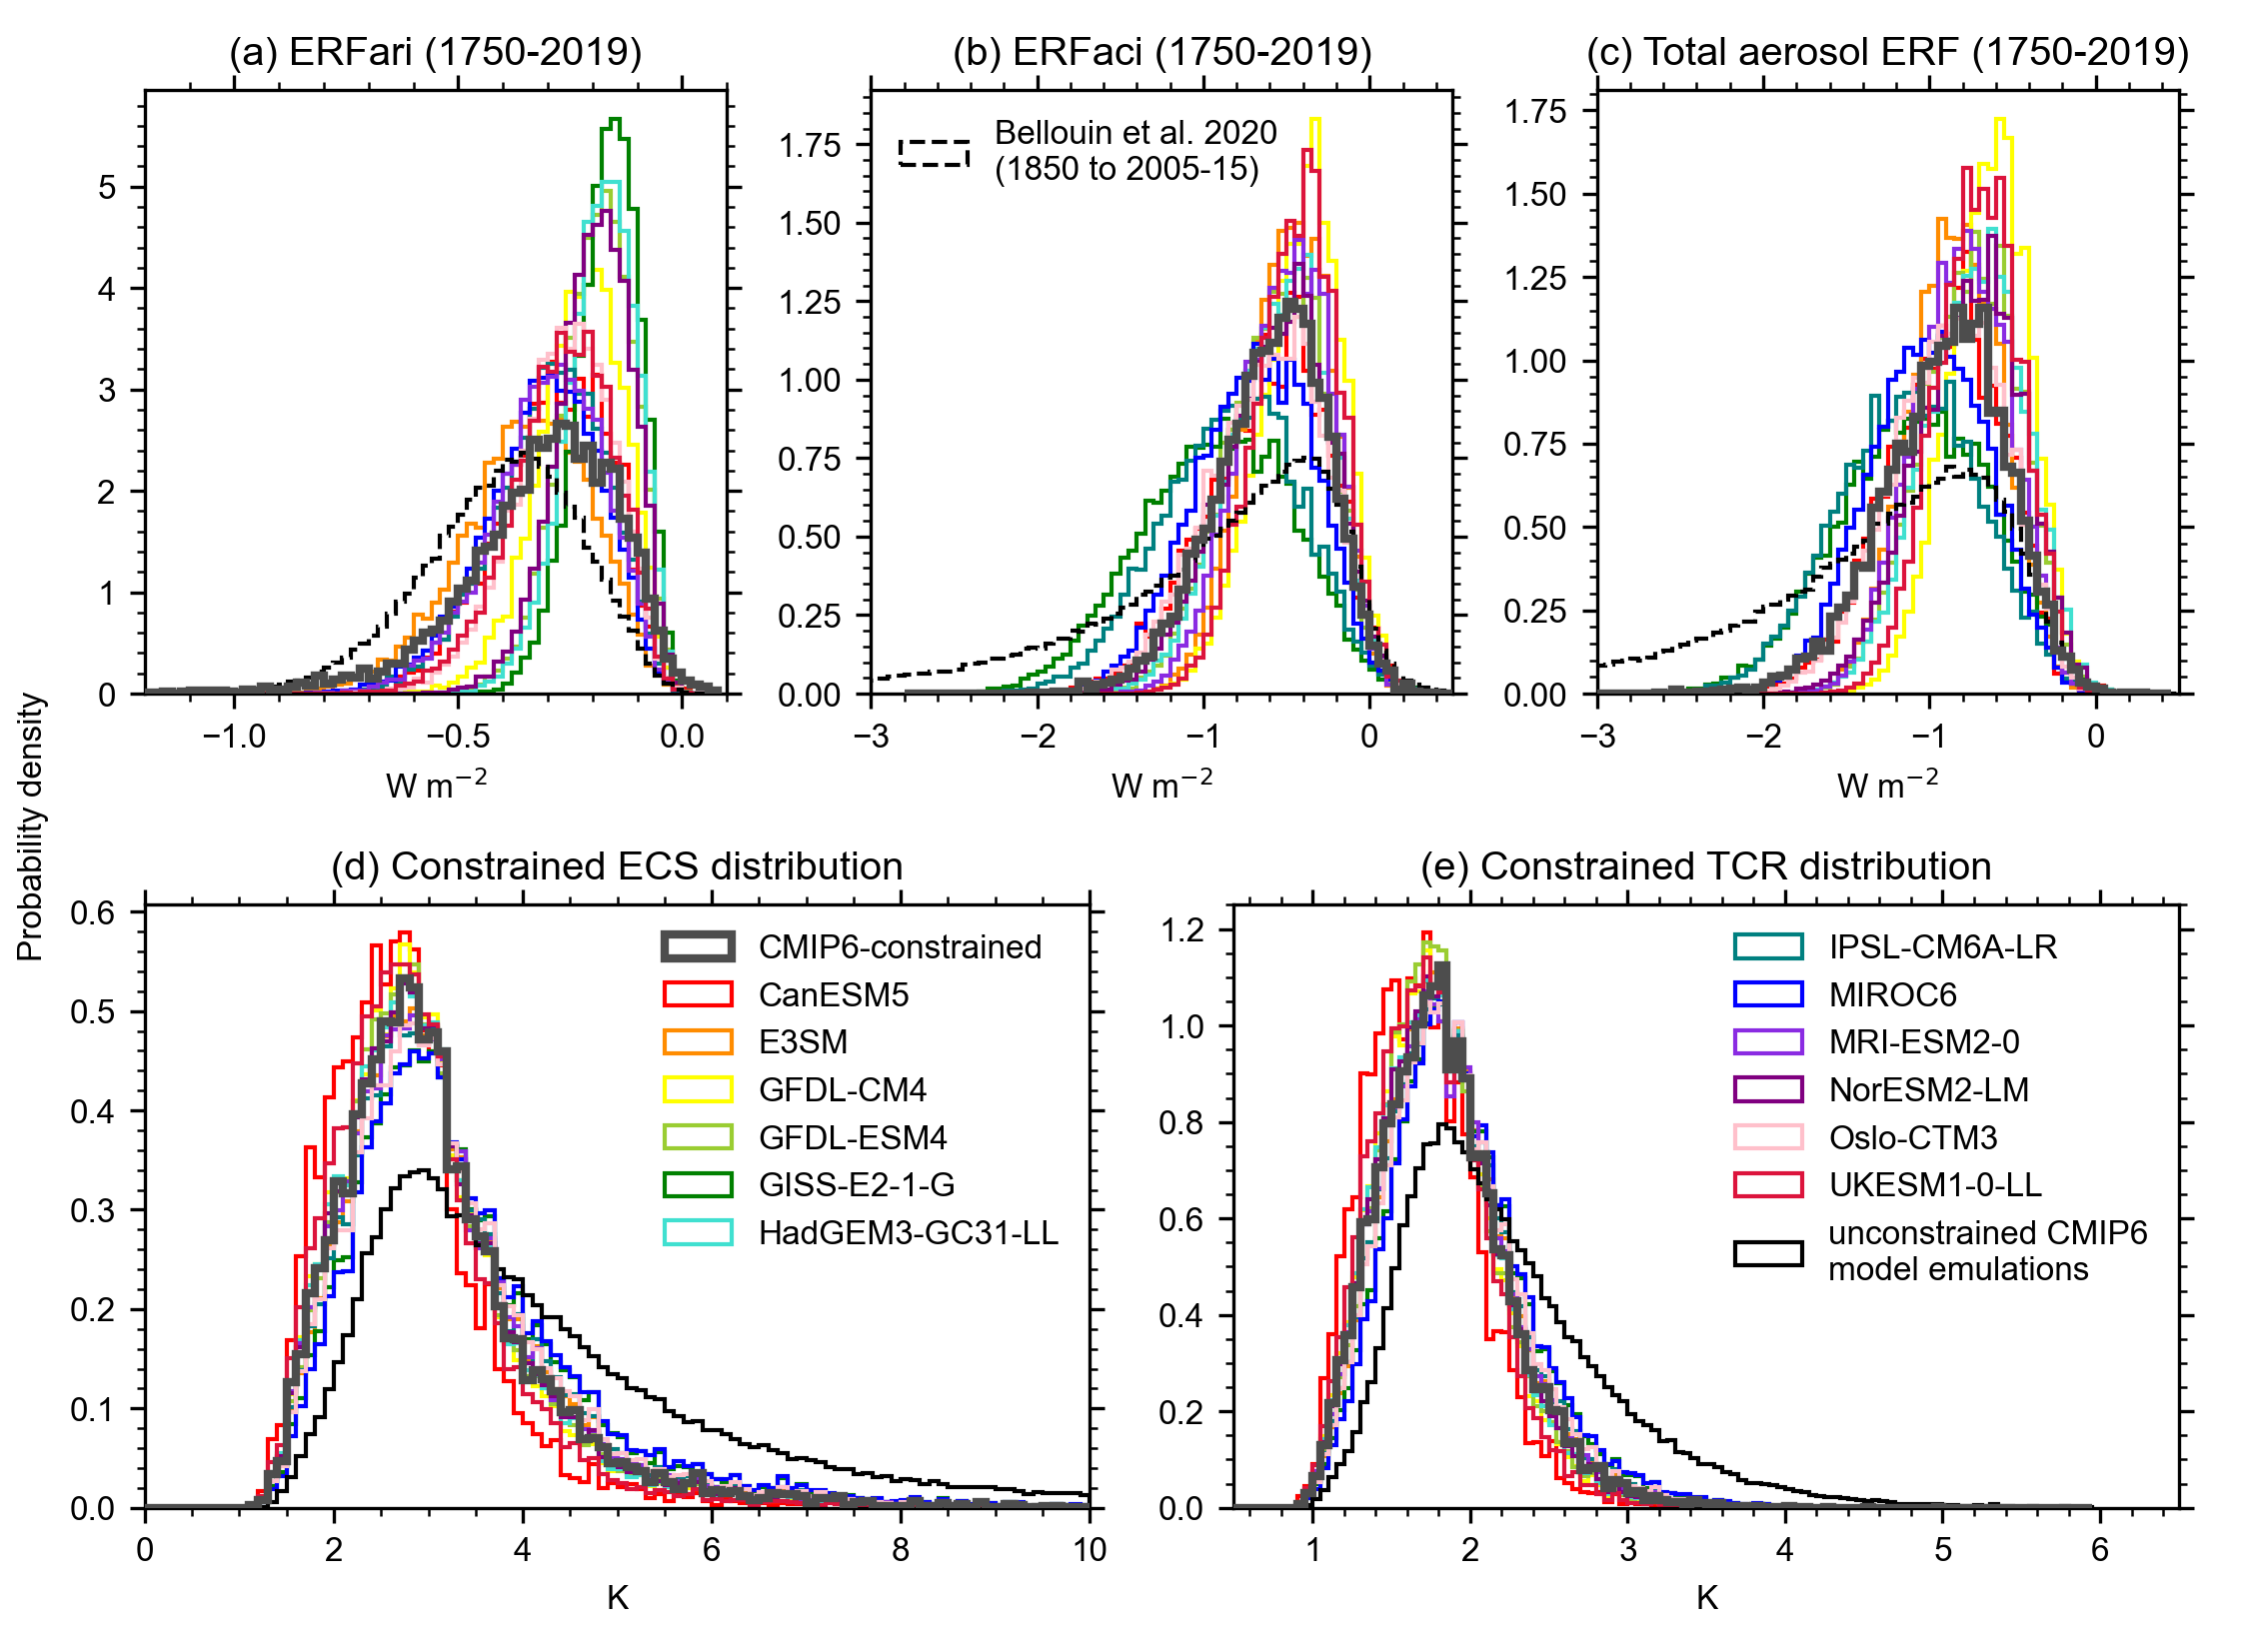 (a) ERFari (1750-2019)
(b) ERFaci (1750-2019)
(c) Total aerosol ERF (1750-2019)
Bellouin et al. 2020
(1850 to 2005-15)
5
4
3
2
1
0
1.75
1.50
1.25
1.00
0.75
0.50
0.25
0.00
1.75
1.50
1.25
1.00
0.75
0.50
0.25
0.00
−1.0 −0.5 0.0
−3 −2 −1 0
−3 −2 −1 0
W m⁻²
W m⁻²
W m⁻²
Probability density
(d) Constrained ECS distribution
(e) Constrained TCR distribution
0.6
0.5
0.4
0.3
0.2
0.1
0.0
CMIP6-constrained
CanESM5
E3SM
GFDL-CM4
GFDL-ESM4
GISS-E2-1-G
HadGEM3-GC31-LL
0 2 4 6 8 10
K
1.2
1.0
0.8
0.6
0.4
0.2
0.0
IPSL-CM6A-LR
MIROC6
MRI-ESM2-0
NorESM2-LM
Oslo-CTM3
UKESM1-0-LL
unconstrained CMIP6
model emulations
1 2 3 4 5 6
K